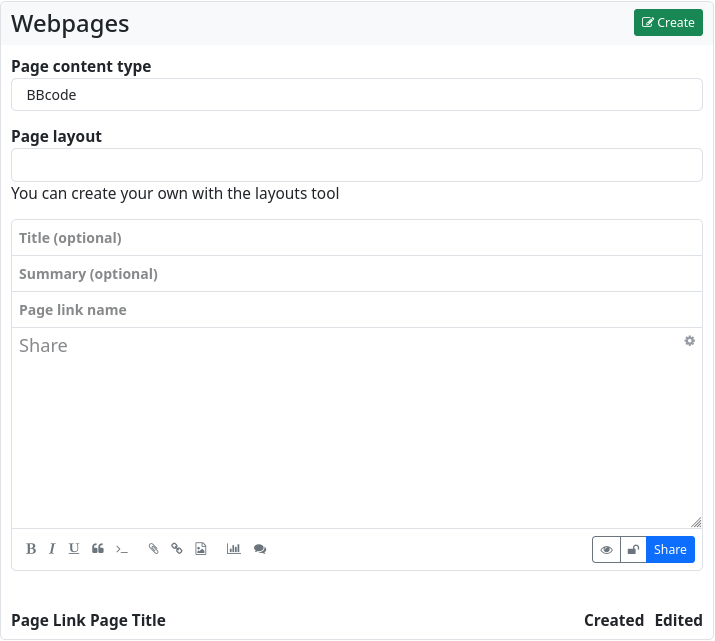 Webpages
Create
Page content type
BBcode
Page layout
You can create your own with the layouts tool
Title (optional)
Summary (optional)
Page link name
Share
B I U
Share
Page Link Page Title Created Edited